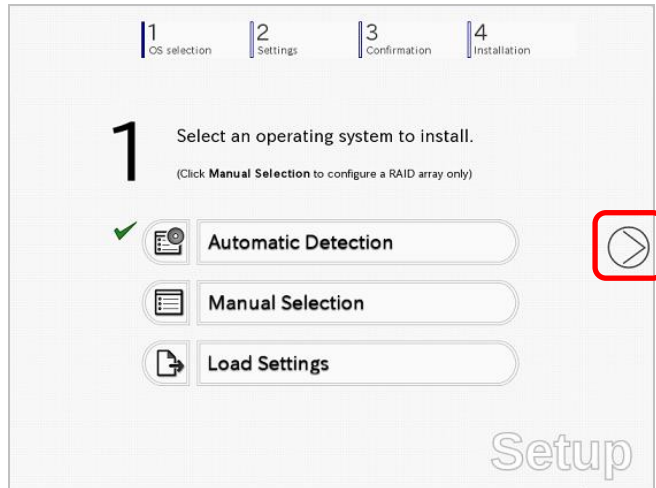 1 2 3 4
OS selection Settings Confirmation Installation
1 Select an operating system to install.
(Click Manual Selection to configure a RAID array only)
Automatic Detection
Manual Selection
Load Settings
Setup